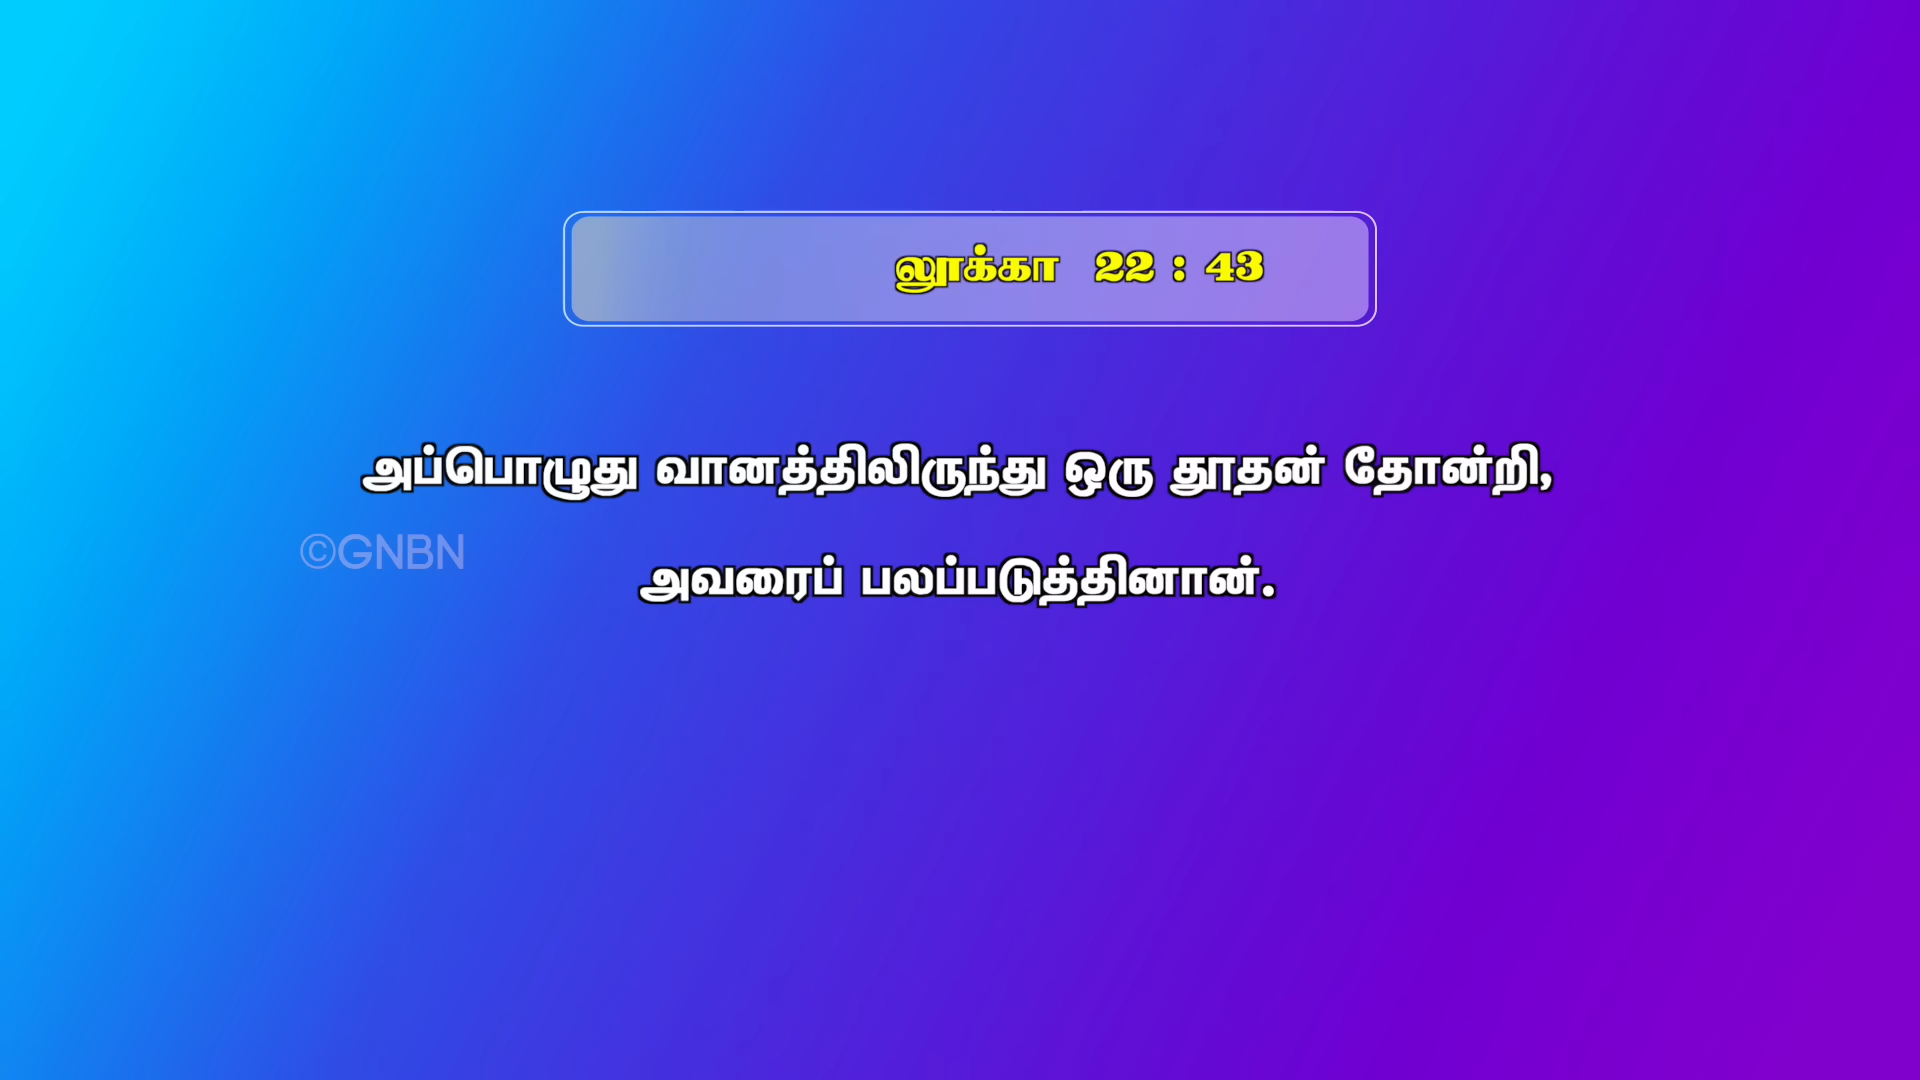 லூக்கா 22 : 43
அப்பொழுது வானத்திலிருந்து ஒரு தூதன் தோன்றி,
©GNBN
அவரைப் பலப்படுத்தினான்.